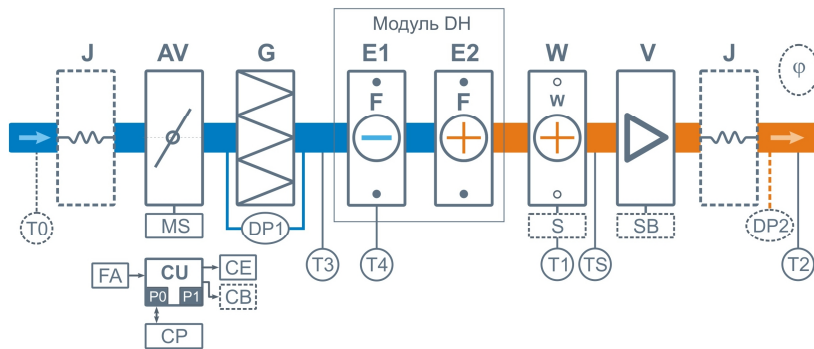 Модуль DH
J
AV
G
E1
E2
W
V
J
φ
F
F
w
T0
MS
DP1
S
SB
DP2
T3
T4
T1
TS
T2
FA
CU
CE
P0
P1
CB
CP